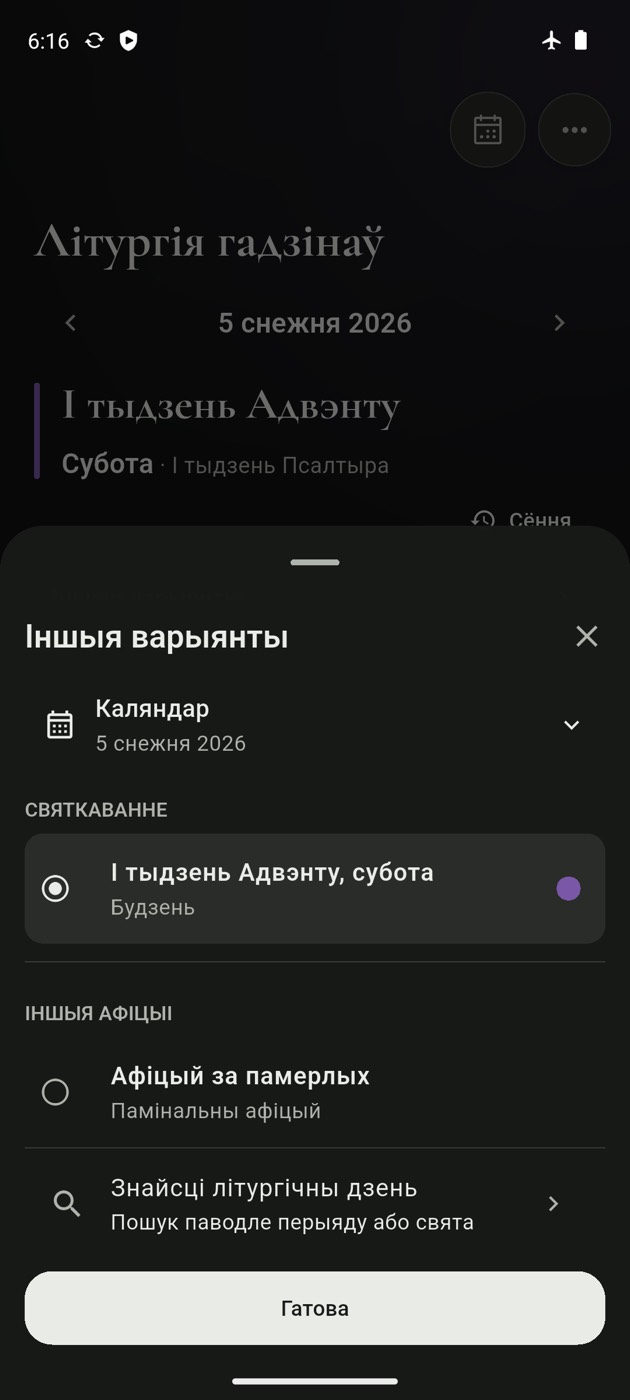 6:16
Літургія гадзінаў
5 снежня 2026
І тыдзень Адвэнту
Субота · І тыдзень Псалтыра
Сёння
Іншыя варыянты
Каляндар
5 снежня 2026
СВЯТКАВАННЕ
І тыдзень Адвэнту, субота
Будзень
ІНШЫЯ АФІЦЫІ
Афіцый за памерлых
Памінальны афіцый
Знайсці літургічны дзень
Пошук паводле перыяду або свята
Гатова